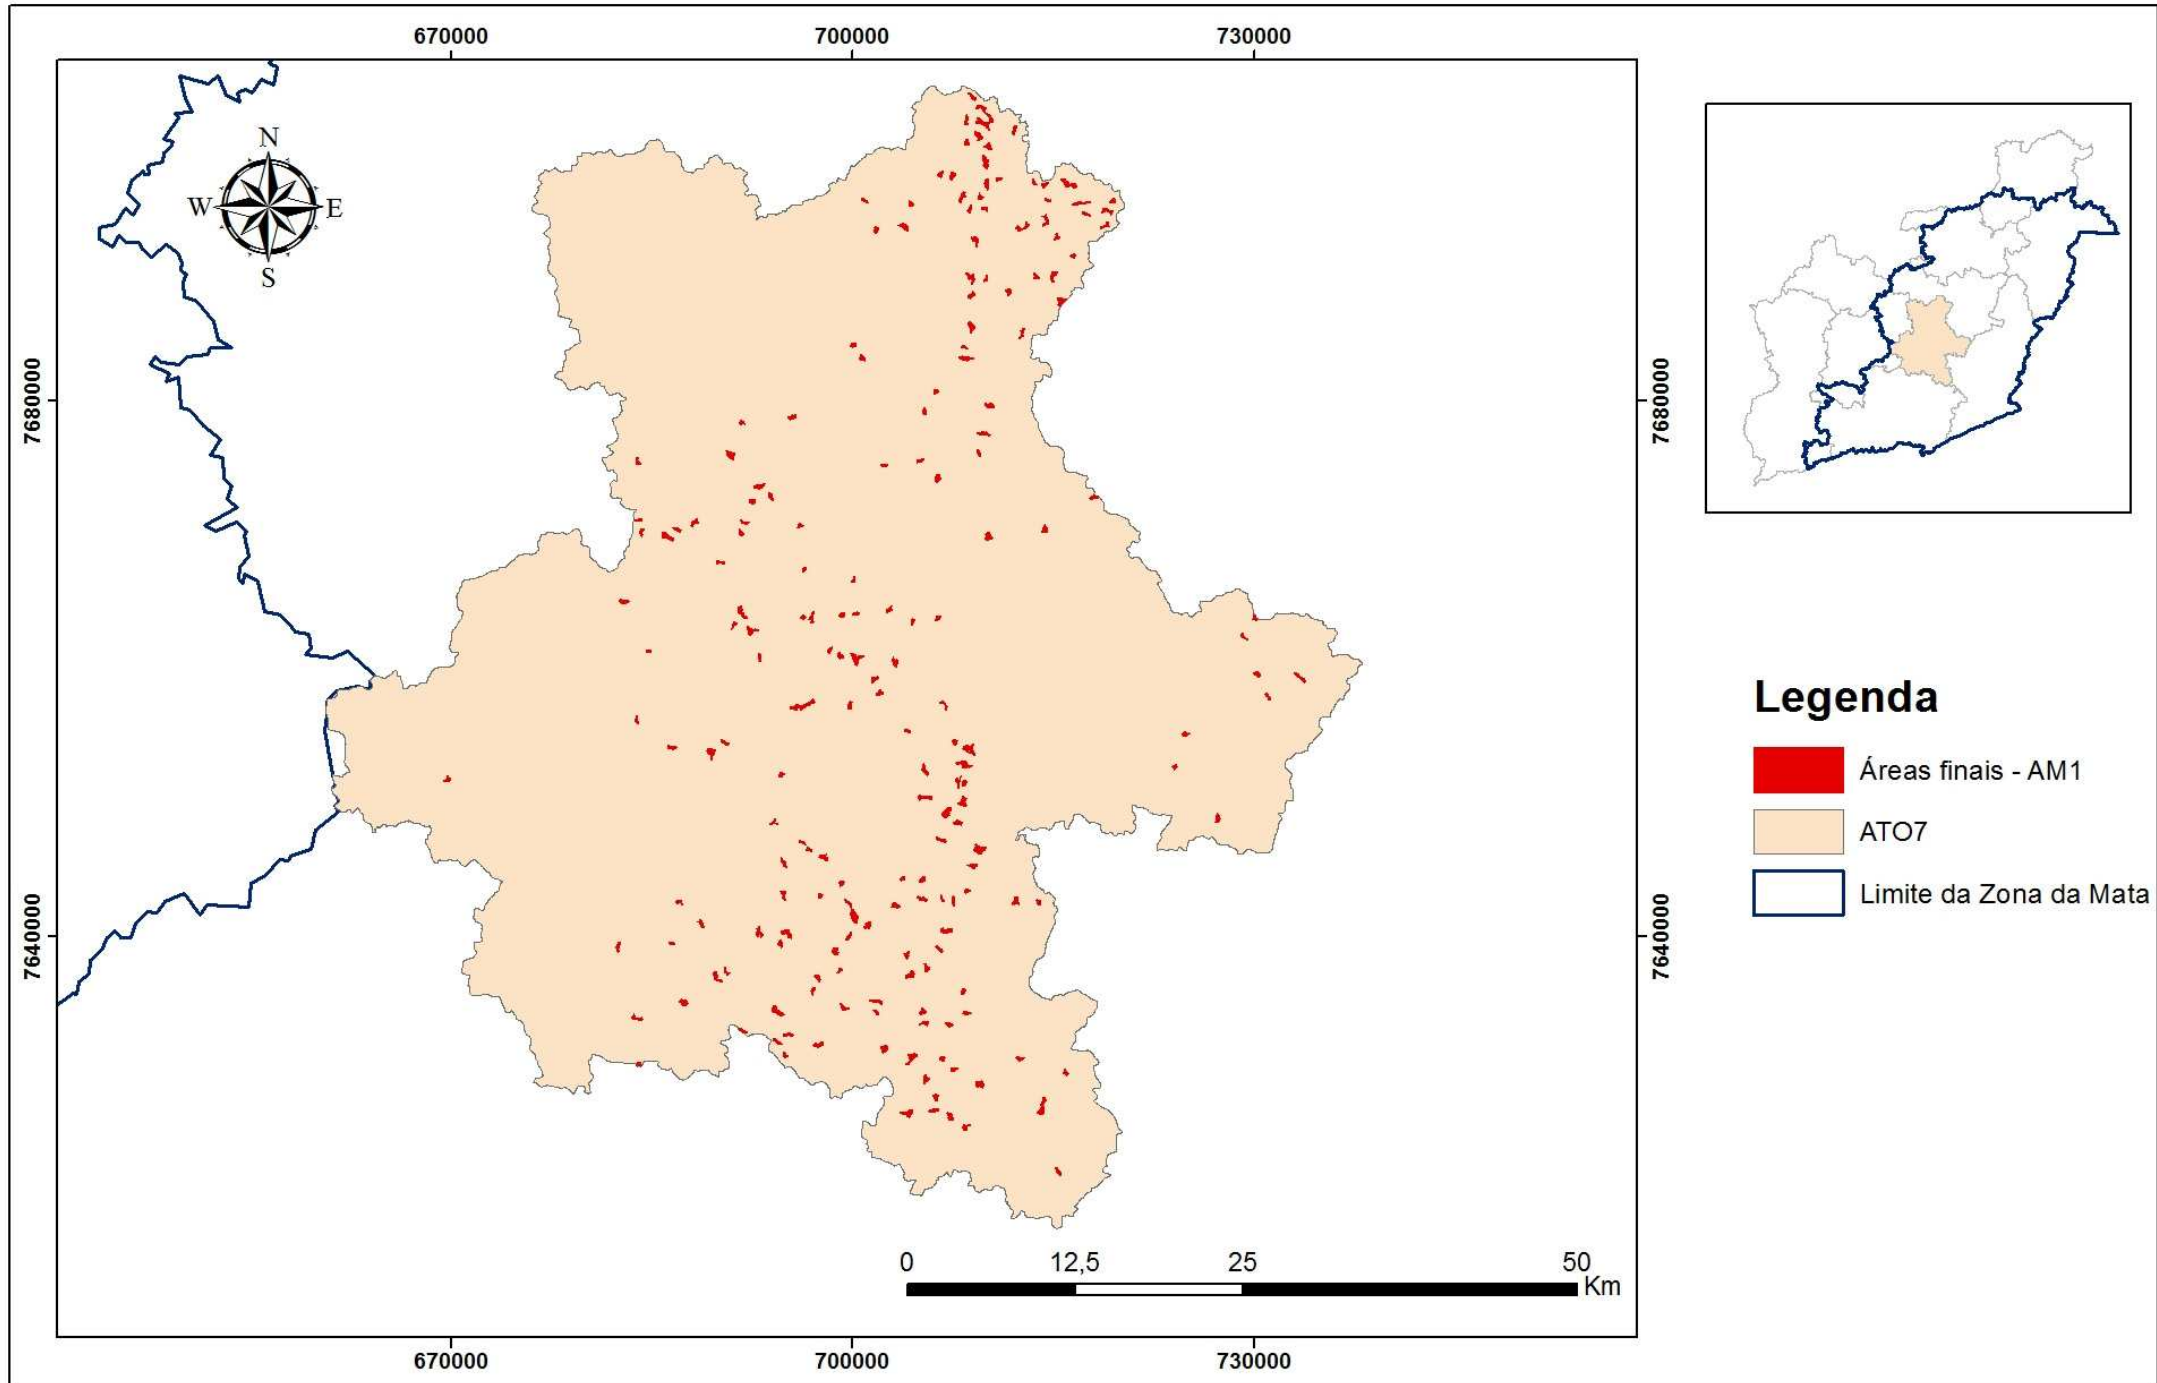 670000 700000 730000
N
W E
S
7680000 7680000
7640000 7640000
Legenda
Áreas finais - AM1
ATO7
Limite da Zona da Mata
0 12,5 25 50
Km
670000 700000 730000